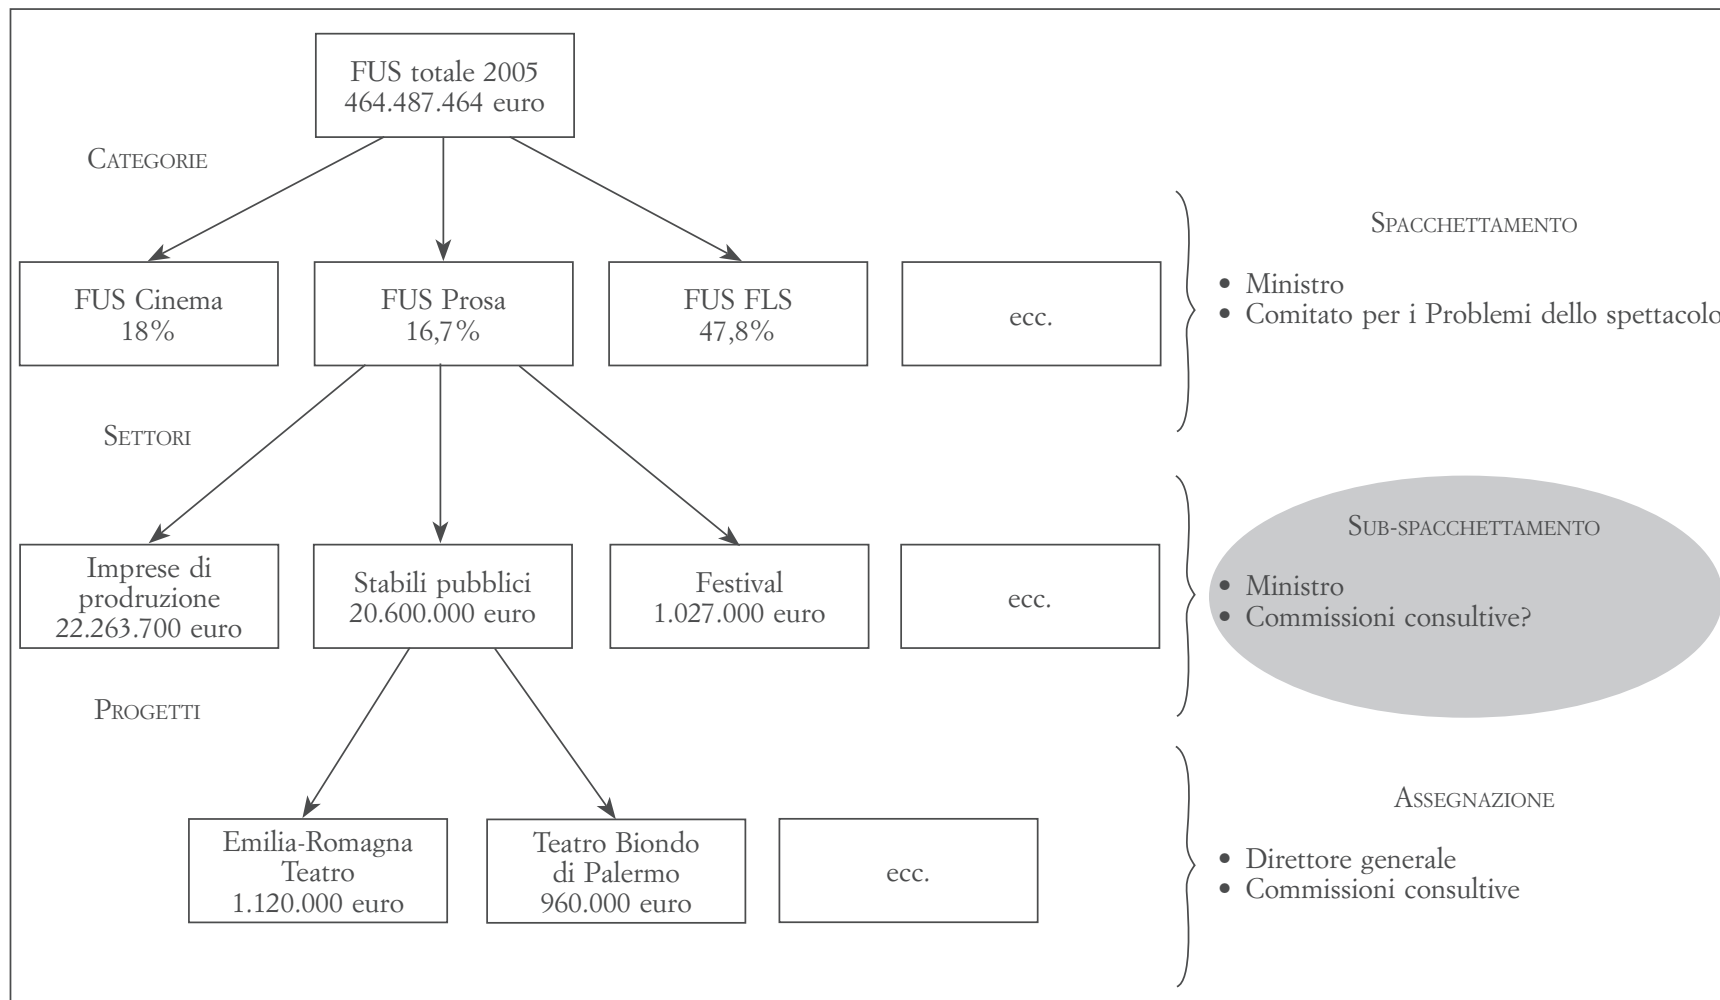 FUS totale 2005
464.487.464 euro
CATEGORIE
FUS Cinema
18%
FUS Prosa
16,7%
FUS FLS
47,8%
ecc.
SPACCHETTAMENTO
• Ministro
• Comitato per i Problemi dello spettacolo
SETTORI
Imprese di
prodruzione
22.263.700 euro
Stabili pubblici
20.600.000 euro
Festival
1.027.000 euro
ecc.
SUB-SPACCHETTAMENTO
• Ministro
• Commissioni consultive?
PROGETTI
Emilia-Romagna
Teatro
1.120.000 euro
Teatro Biondo
di Palermo
960.000 euro
ecc.
ASSEGNAZIONE
• Direttore generale
• Commissioni consultive